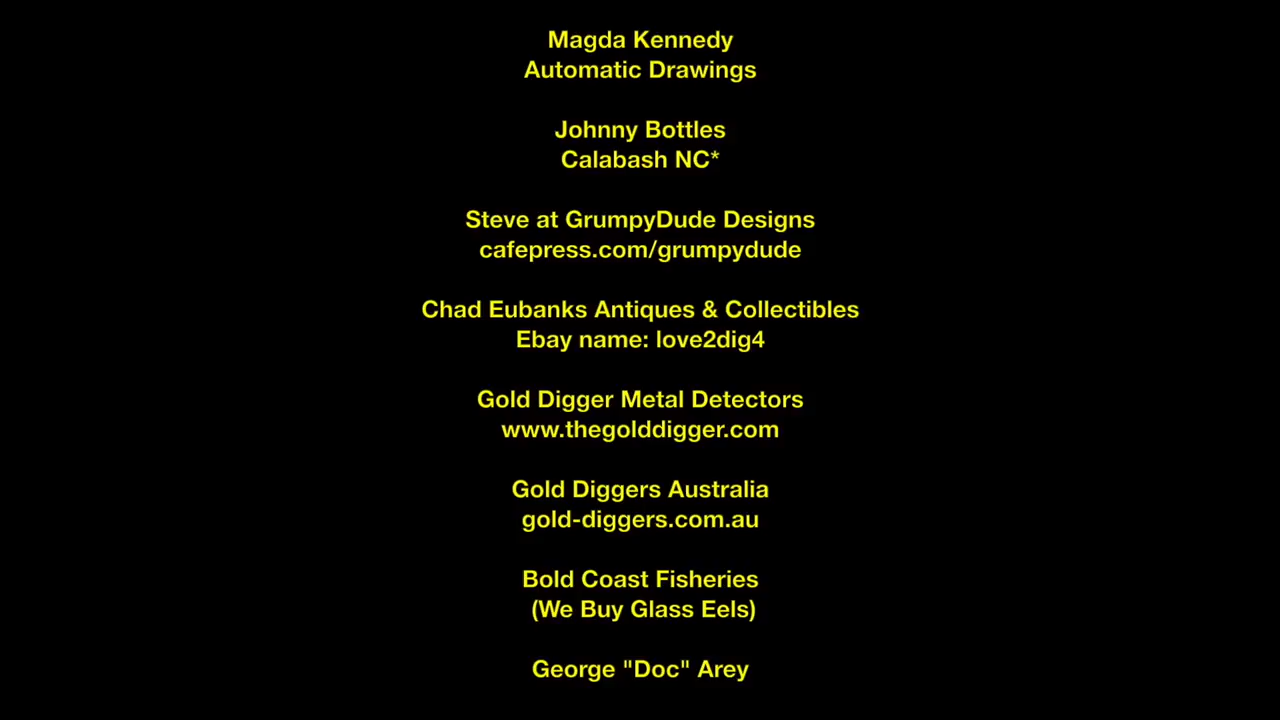 Magda Kennedy
Automatic Drawings
Johnny Bottles
Calabash NC*
Steve at GrumpyDude Designs
cafepress.com/grumpydude
Chad Eubanks Antiques & Collectibles
Ebay name: love2dig4
Gold Digger Metal Detectors
www.thegolddigger.com
Gold Diggers Australia
gold-diggers.com.au
Bold Coast Fisheries
(We Buy Glass Eels)
George "Doc" Arey